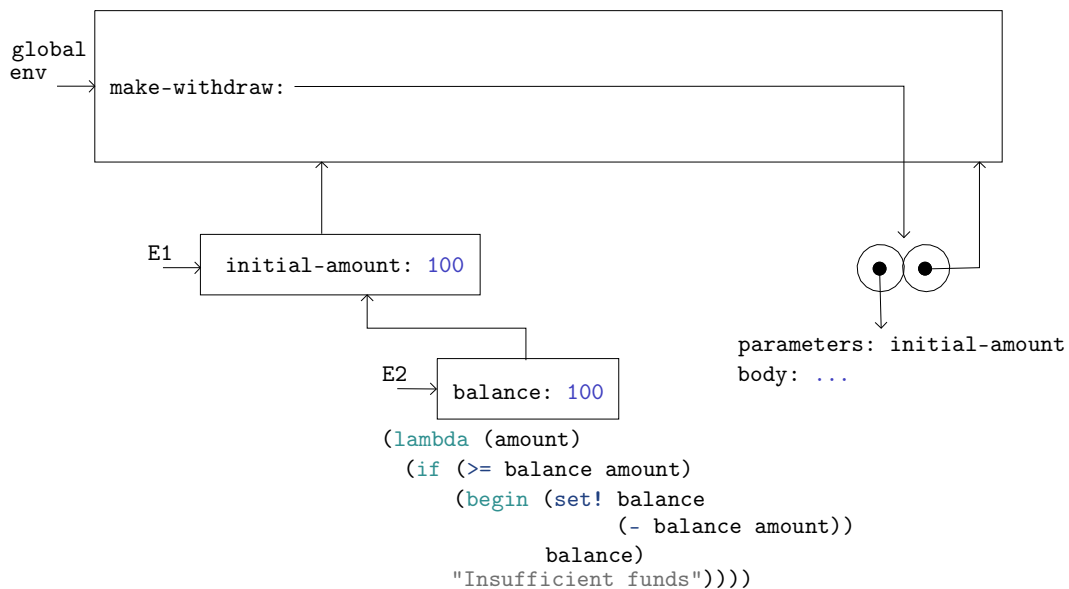 global
env
make-withdraw:
E1
initial-amount: 100
parameters: initial-amount
body: ...
E2
balance: 100
(lambda (amount)
(if (>= balance amount)
(begin (set! balance
(- balance amount))
balance)
"Insufficient funds"))))